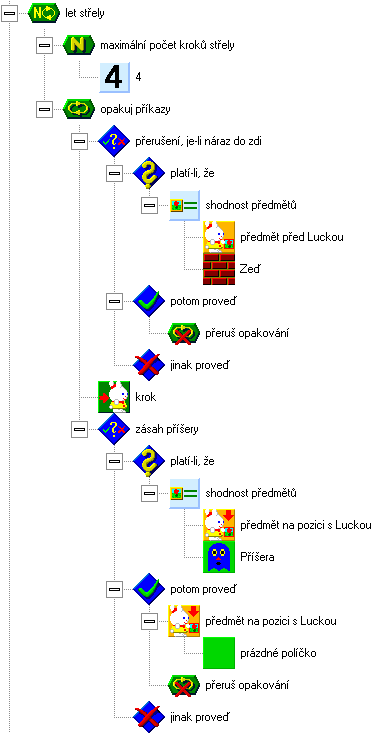 let střely
maximální počet kroků střely
4 4
opakuj příkazy
přerušení, je-li náraz do zdi
platí-li, že
shodnost předmětů
předmět před Luckou
Zeď
potom proveď
přeruš opakování
jinak proveď
krok
zásah příšery
platí-li, že
shodnost předmětů
předmět na pozici s Luckou
Příšera
potom proveď
předmět na pozici s Luckou
prázdné políčko
přeruš opakování
jinak proveď